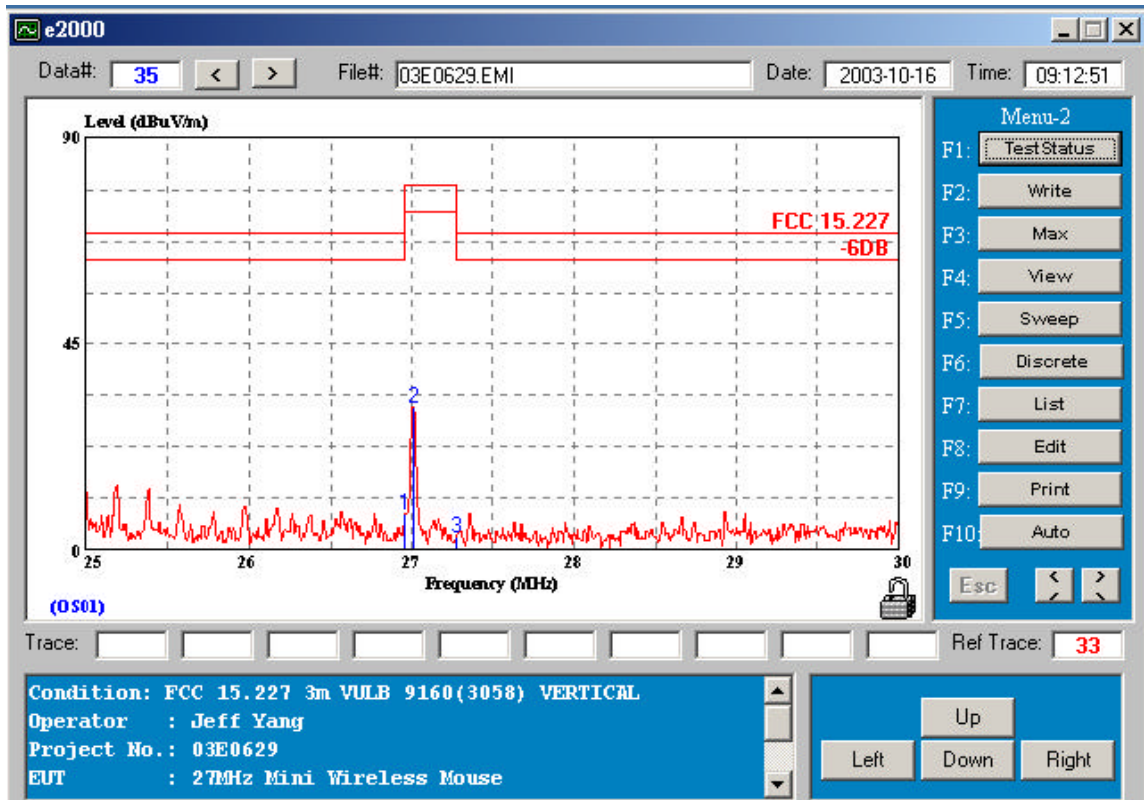 e2000
Data#: 35 < > File#: 03E0629.EMI Date: 2003-10-16 Time: 09:12:51
Level (dBuV/m)
90
FCC 15.227
-6DB
45
2
1
3
0
25 26 27 28 29 30
Frequency (MHz)
(OS01)
Menu-2
F1: TestStatus
F2: Write
F3: Max
F4: View
F5: Sweep
F6: Discrete
F7: List
F8: Edit
F9: Print
F10: Auto
Esc
Trace: Ref Trace: 33
Condition: FCC 15.227 3m VULB 9160(3058) VERTICAL
Operator : Jeff Yang
Project No.: 03E0629
EUT : 27MHz Mini Wireless Mouse
Up
Left Down Right